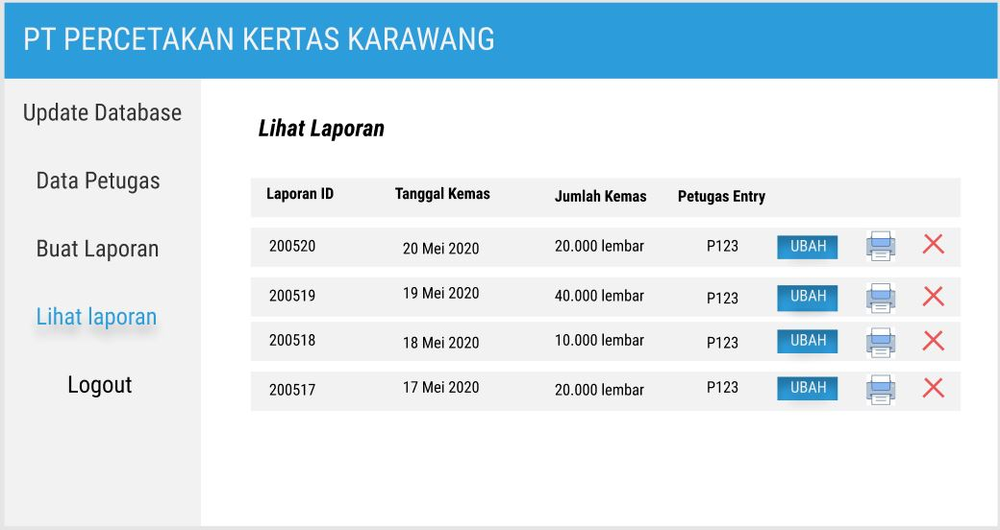 PT PERCETAKAN KERTAS KARAWANG
Update Database
Data Petugas
Buat Laporan
Lihat laporan
Logout
Lihat Laporan
Laporan ID Tanggal Kemas Jumlah Kemas Petugas Entry
200520 20 Mei 2020 20.000 lembar P123 UBAH
200519 19 Mei 2020 40.000 lembar P123 UBAH
200518 18 Mei 2020 10.000 lembar P123 UBAH
200517 17 Mei 2020 20.000 lembar P123 UBAH